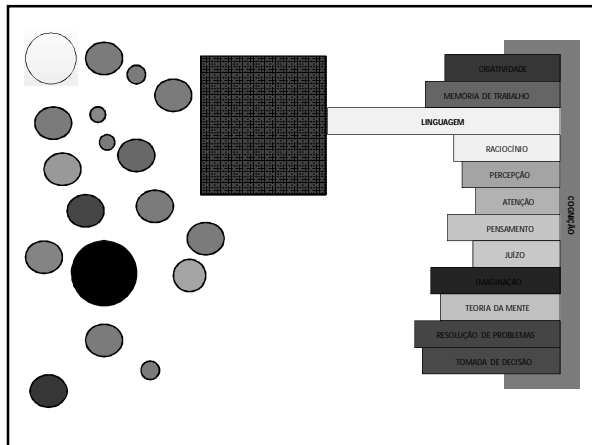 CRIATIVIDADE
MEMÓRIA DE TRABALHO
LINGUAGEM
RACIOCÍNIO
PERCEPÇÃO
ATENÇÃO
PENSAMENTO
JUÍZO
IMAGINAÇÃO
TEORIA DA MENTE
RESOLUÇÃO DE PROBLEMAS
TOMADA DE DECISÃO
COGNIÇÃO